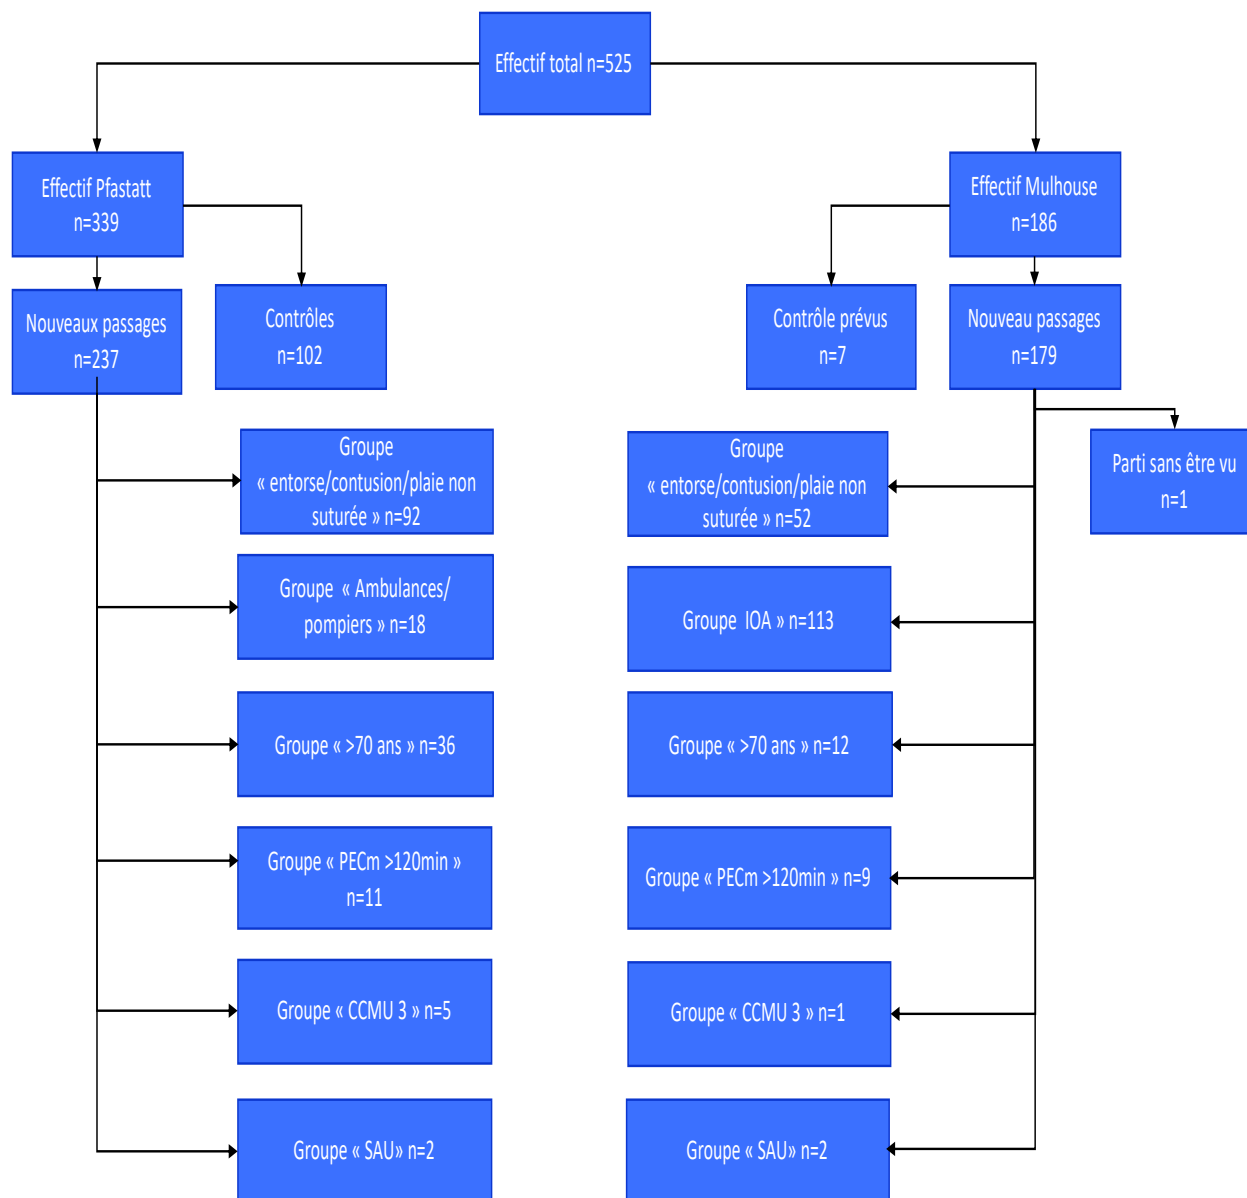 Effectif total n=525
Effectif Pfastatt
n=339
Effectif Mulhouse
n=186
Nouveaux passages
n=237
Contrôles
n=102
Contrôle prévus
n=7
Nouveau passages
n=179
Groupe
« entorse/contusion/plaie non
suturée » n=92
Groupe
« entorse/contusion/plaie non
suturée » n=52
Parti sans être vu
n=1
Groupe « Ambulances/
pompiers » n=18
Groupe IOA » n=113
Groupe « >70 ans » n=36
Groupe « >70 ans » n=12
Groupe « PECm >120min »
n=11
Groupe « PECm >120min » n=9
Groupe « CCMU 3 » n=5
Groupe « CCMU 3 » n=1
Groupe « SAU» n=2
Groupe « SAU» n=2